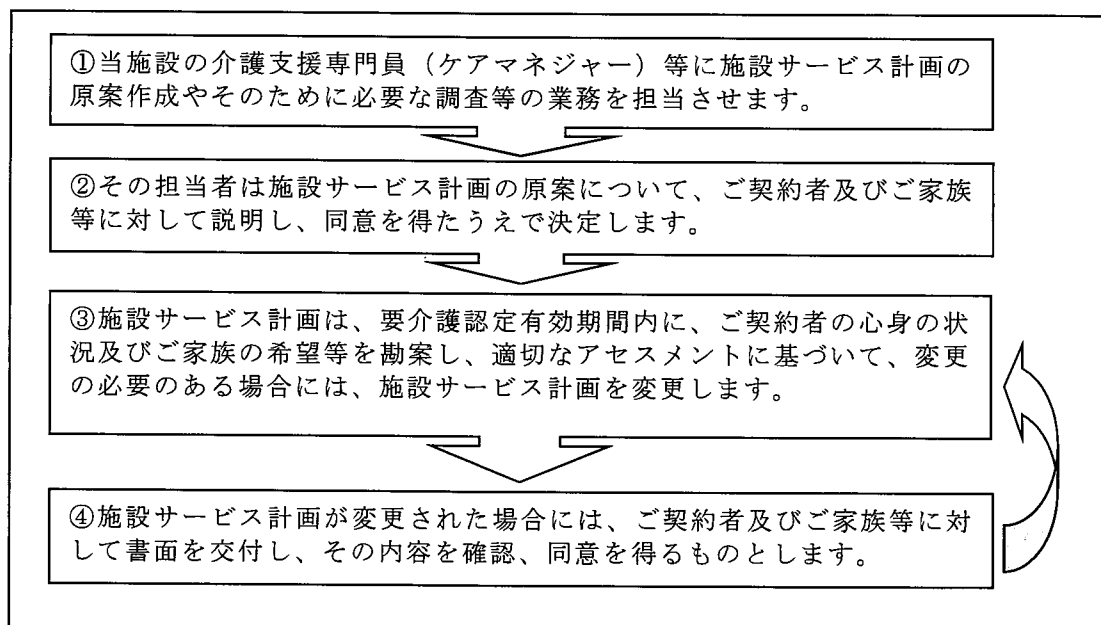 ①当施設の介護支援専門員（ケアマネジャー）等に施設サービス計画の
原案作成やそのために必要な調査等の業務を担当させます。
②その担当者は施設サービス計画の原案について、ご契約者及びご家族
等に対して説明し、同意を得たうえで決定します。
③施設サービス計画は、要介護認定有効期間内に、ご契約者の心身の状
況及びご家族の希望等を勘案し、適切なアセスメントに基づいて、変更
の必要のある場合には、施設サービス計画を変更します。
④施設サービス計画が変更された場合には、ご契約者及びご家族等に対
して書面を交付し、その内容を確認、同意を得るものとします。